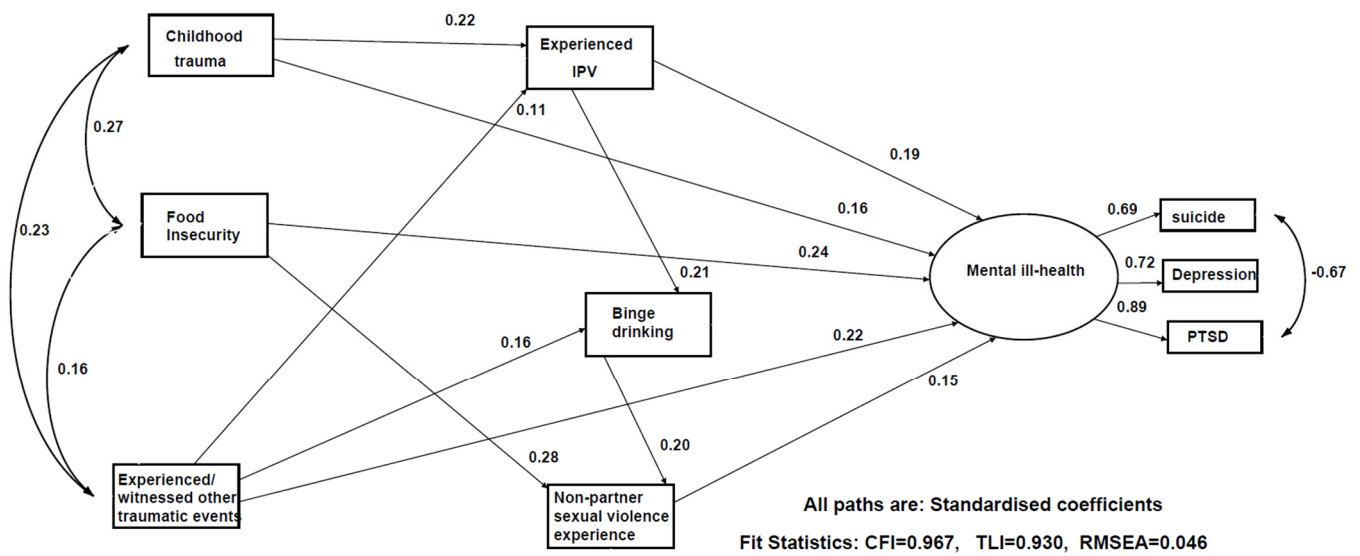 Childhood
trauma
0.22
Experienced
IPV
0.11
0.27
0.19
Food
Insecurity
0.16
0.24
0.23
0.69
suicide
Mental ill-health
0.72
Depression
-0.67
0.21
0.89
PTSD
Binge
drinking
0.16
0.22
0.16
0.15
0.20
0.28
Experienced/
witnessed other
traumatic events
Non-partner
sexual violence
experience
All paths are: Standardised coefficients
Fit Statistics: CFI=0.967, TLI=0.930, RMSEA=0.046